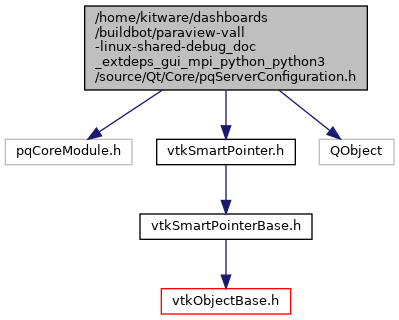 /home/kitware/dashboards
/buildbot/paraview-vall
-linux-shared-debug_doc
_extdeps_gui_mpi_python_python3
/source/Qt/Core/pqServerConfiguration.h
pqCoreModule.h
vtkSmartPointer.h
QObject
vtkSmartPointerBase.h
vtkObjectBase.h